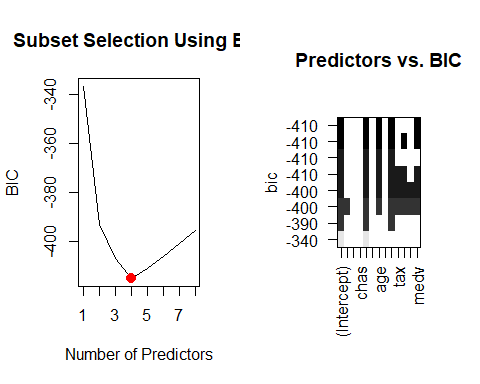 Subset Selection Using B
BIC
-340
-360
-380
-400
1
3
5
7
Number of Predictors
Predictors vs. BIC
bic
-410
-410
-410
-410
-400
-400
-390
-340
(Intercept)
chas
age
tax
medv